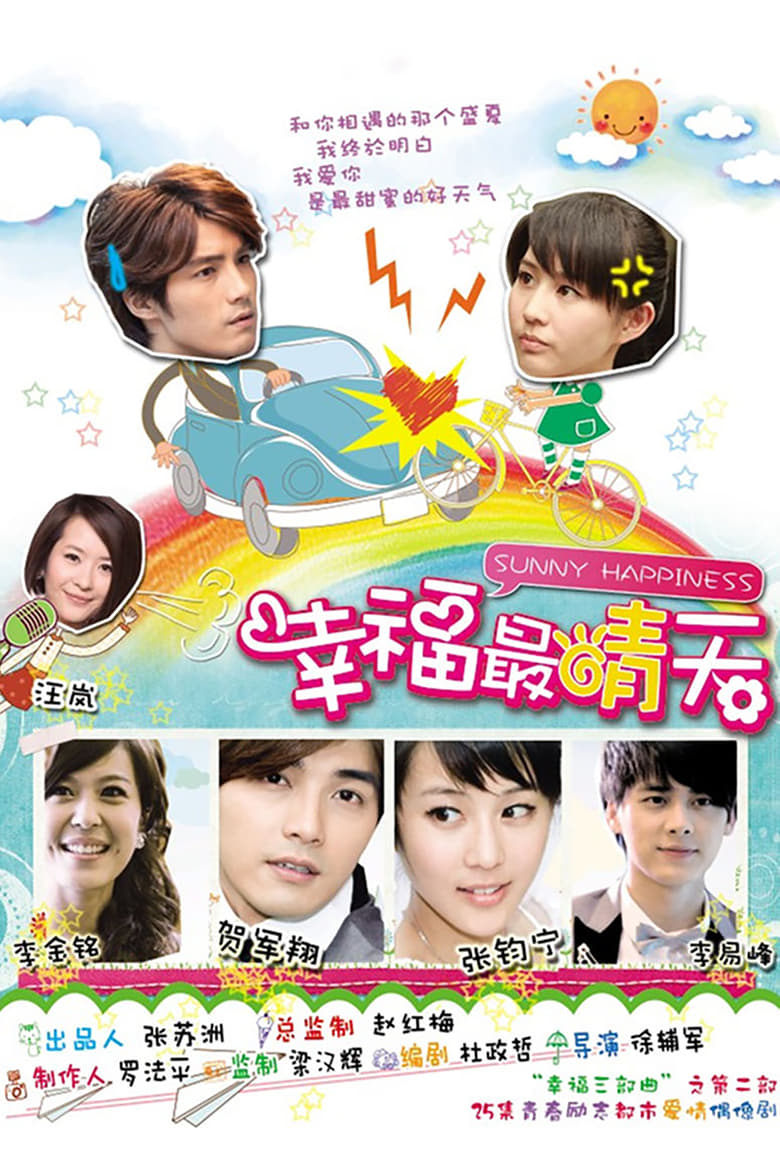 和你相遇的那个盛夏
我终於明白
我爱你
是最甜蜜的好天气
SUNNY HAPPINESS
幸福最晴天
汪岚
李金铭 贺军翔 张钧宁 李易峰
出品人 张苏洲 总监制 赵红梅
制作人 罗法平 监制 梁汉辉 编剧 杜政哲 导演 徐辅军
“幸福三部曲”之第二部
25集青春励志都市爱情偶像剧